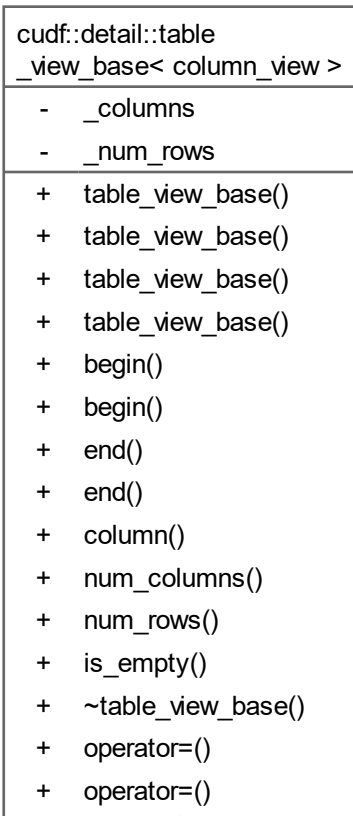 cudf::detail::table
_view_base< column_view >
- _columns
- _num_rows
+ table_view_base()
+ table_view_base()
+ table_view_base()
+ table_view_base()
+ begin()
+ begin()
+ end()
+ end()
+ column()
+ num_columns()
+ num_rows()
+ is_empty()
+ ~table_view_base()
+ operator=()
+ operator=()